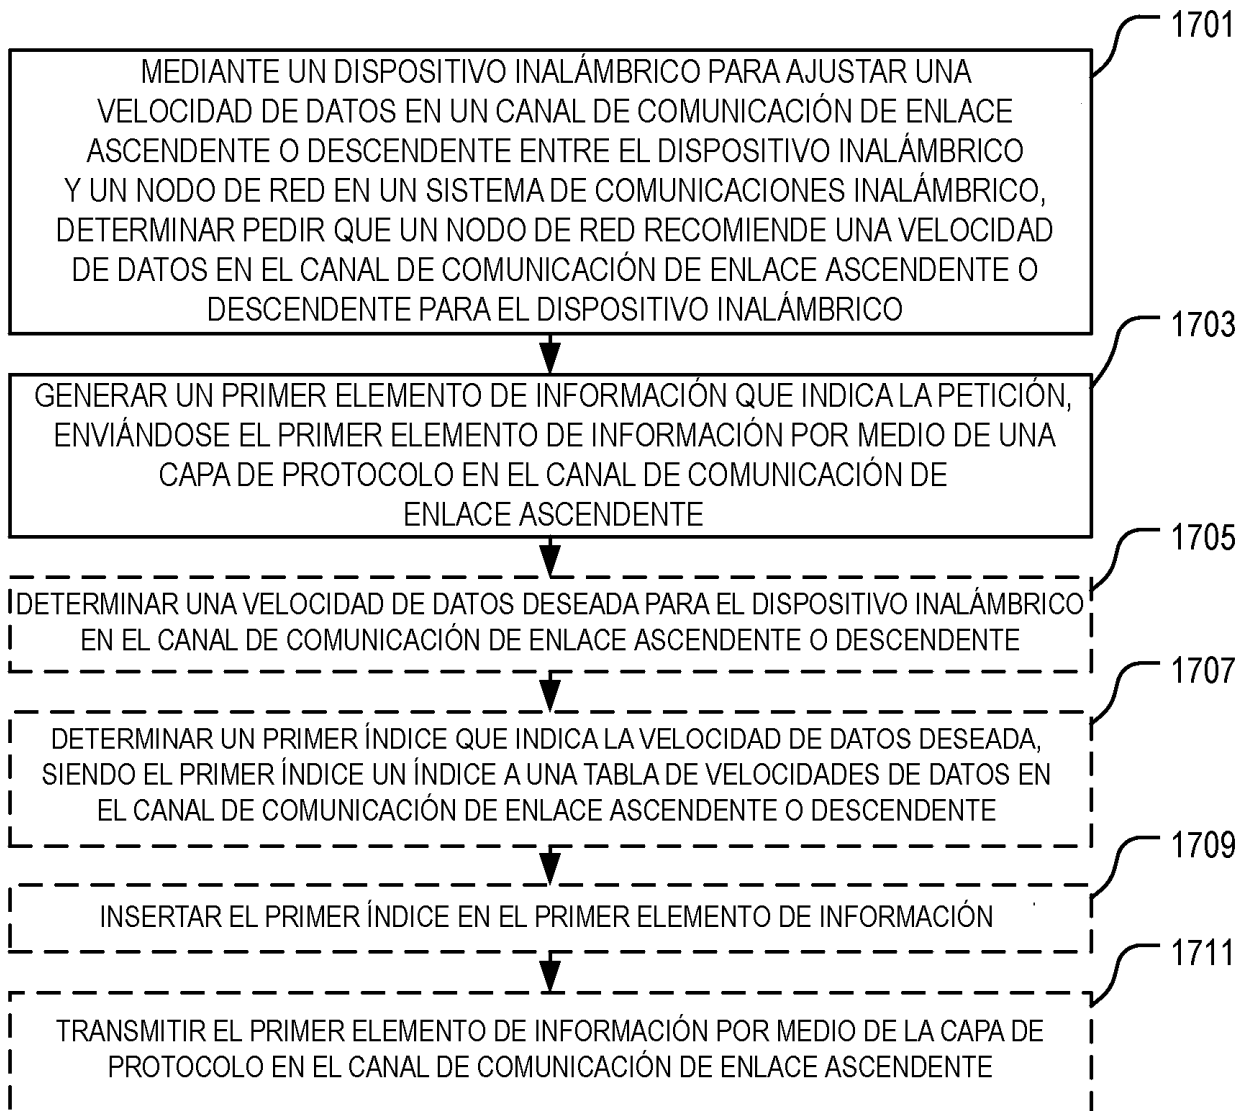 1701
MEDIANTE UN DISPOSITIVO INALÁMBRICO PARA AJUSTAR UNA
VELOCIDAD DE DATOS EN UN CANAL DE COMUNICACIÓN DE ENLACE
ASCENDENTE O DESCENDENTE ENTRE EL DISPOSITIVO INALÁMBRICO
Y UN NODO DE RED EN UN SISTEMA DE COMUNICACIONES INALÁMBRICO,
DETERMINAR PEDIR QUE UN NODO DE RED RECOMIENDE UNA VELOCIDAD
DE DATOS EN EL CANAL DE COMUNICACIÓN DE ENLACE ASCENDENTE O
DESCENDENTE PARA EL DISPOSITIVO INALÁMBRICO
1703
GENERAR UN PRIMER ELEMENTO DE INFORMACIÓN QUE INDICA LA PETICIÓN,
ENVIÁNDOSE EL PRIMER ELEMENTO DE INFORMACIÓN POR MEDIO DE UNA
CAPA DE PROTOCOLO EN EL CANAL DE COMUNICACIÓN DE
ENLACE ASCENDENTE
1705
DETERMINAR UNA VELOCIDAD DE DATOS DESEADA PARA EL DISPOSITIVO INALÁMBRICO
EN EL CANAL DE COMUNICACIÓN DE ENLACE ASCENDENTE O DESCENDENTE
1707
DETERMINAR UN PRIMER ÍNDICE QUE INDICA LA VELOCIDAD DE DATOS DESEADA,
SIENDO EL PRIMER ÍNDICE UN ÍNDICE A UNA TABLA DE VELOCIDADES DE DATOS EN
EL CANAL DE COMUNICACIÓN DE ENLACE ASCENDENTE O DESCENDENTE
1709
INSERTAR EL PRIMER ÍNDICE EN EL PRIMER ELEMENTO DE INFORMACIÓN
1711
TRANSMITIR EL PRIMER ELEMENTO DE INFORMACIÓN POR MEDIO DE LA CAPA DE
PROTOCOLO EN EL CANAL DE COMUNICACIÓN DE ENLACE ASCENDENTE